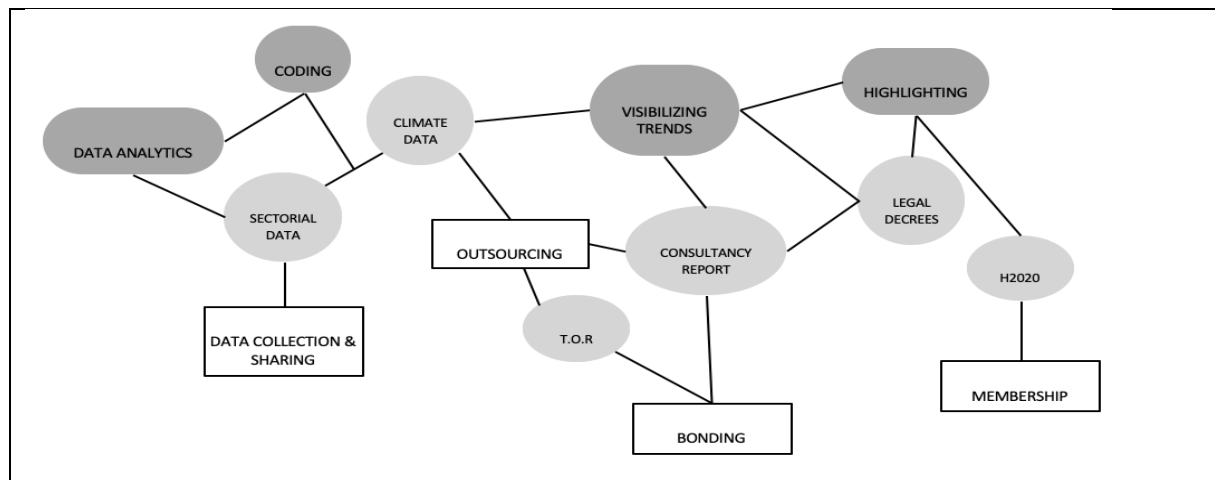 CODING
HIGHLIGHTING
CLIMATE
DATA
VISIBILIZING
TRENDS
DATA ANALYTICS
SECTORIAL
DATA
LEGAL
DECREES
OUTSOURCING
CONSULTANCY
REPORT
H2020
DATA COLLECTION &
SHARING
T.O.R
MEMBERSHIP
BONDING